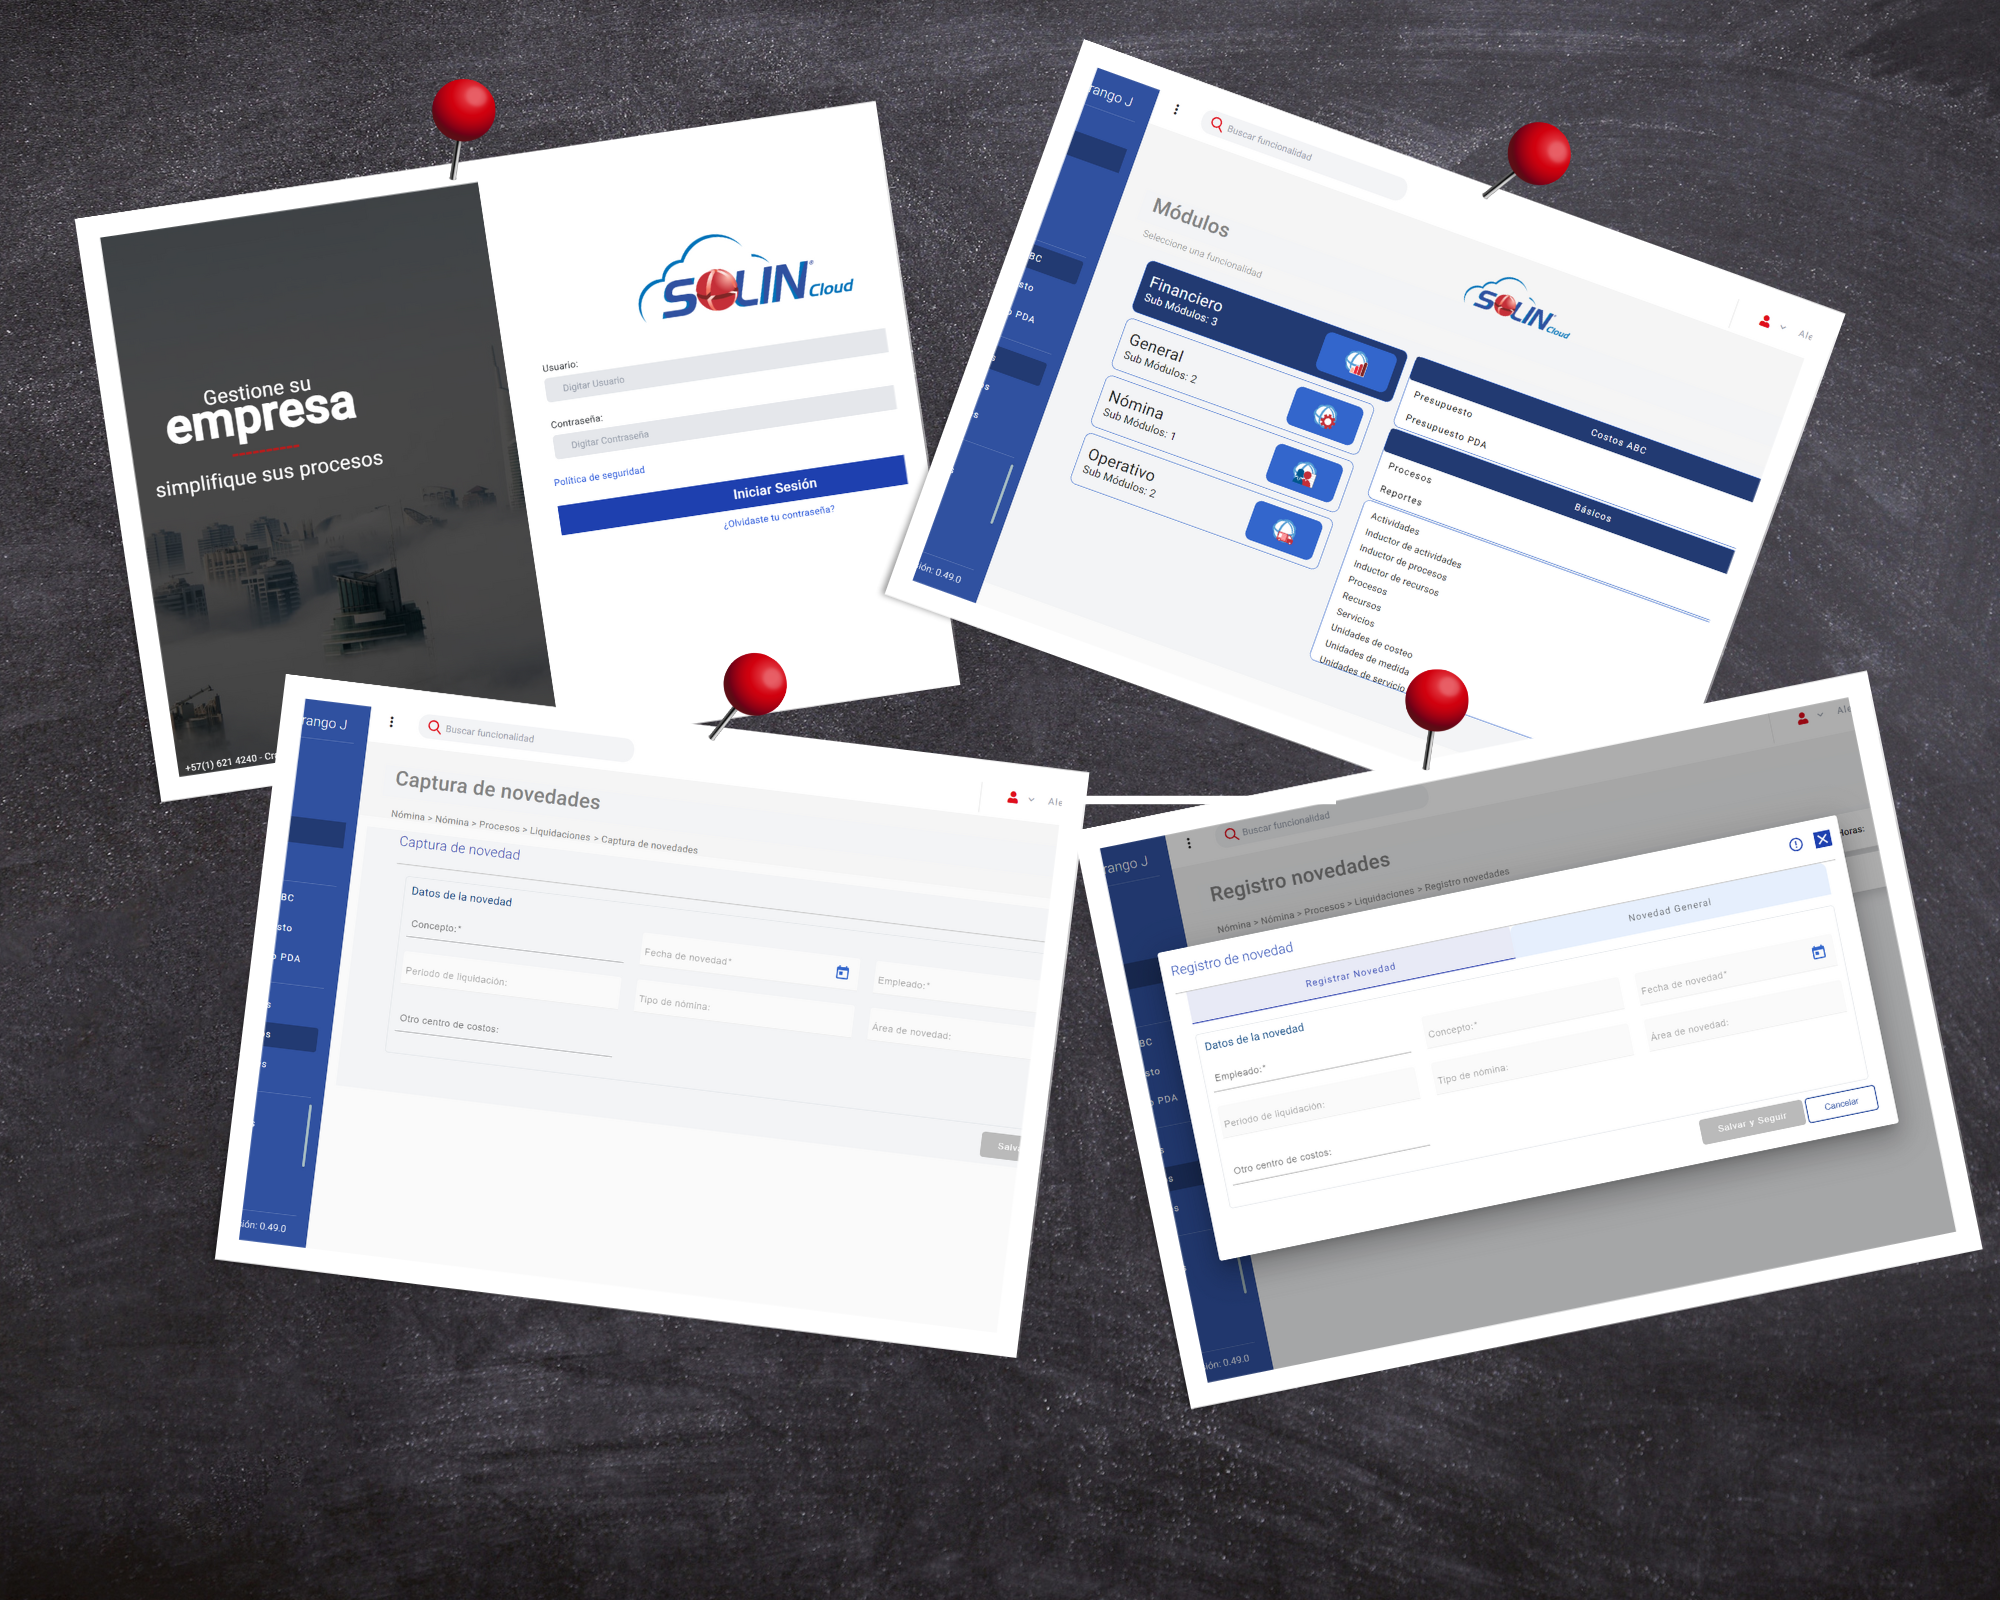 Gestione su
empresa
simplifique sus procesos
+57(1) 621 4240 -
SOLIN® Cloud
Usuario:
Digitar Usuario
Contraseña:
Digitar Contraseña
Política de seguridad
Iniciar Sesión
¿Olvidaste tu contraseña?
rango J
Buscar funcionalidad
Ale
Módulos
Seleccione una funcionalidad
SOLIN Cloud
Financiero
Sub Módulos: 3
General
Sub Módulos: 2
Nómina
Sub Módulos: 1
Operativo
Sub Módulos: 2
Costos ABC
Presupuesto
Presupuesto PDA
Básicos
Procesos
Reportes
Actividades
Inductor de actividades
Inductor de procesos
Inductor de recursos
Procesos
Recursos
Servicios
Unidades de costeo
Unidades de medida
Unidades de servicio
BC
sto
o PDA
s
s
s
s
ión: 0.49.0
rango J
Buscar funcionalidad
Ale
Captura de novedades
Nómina > Nómina > Procesos > Liquidaciones > Captura de novedades
Captura de novedad
Datos de la novedad
Concepto:*
Fecha de novedad*
Empleado:*
Periodo de liquidación:
Tipo de nómina:
Área de novedad:
Otro centro de costos:
Salva
BC
sto
o PDA
s
s
s
s
ión: 0.49.0
rango J
Buscar funcionalidad
Ale
Registro novedades
Nómina > Nómina > Procesos > Liquidaciones > Registro novedades
Horas:
Registro de novedad
Registrar Novedad
Novedad General
Datos de la novedad
Empleado:*
Concepto:*
Fecha de novedad*
Periodo de liquidación:
Tipo de nómina:
Área de novedad:
Otro centro de costos:
Salvar y Seguir
Cancelar
BC
sto
PDA
s
s
s
ión: 0.49.0